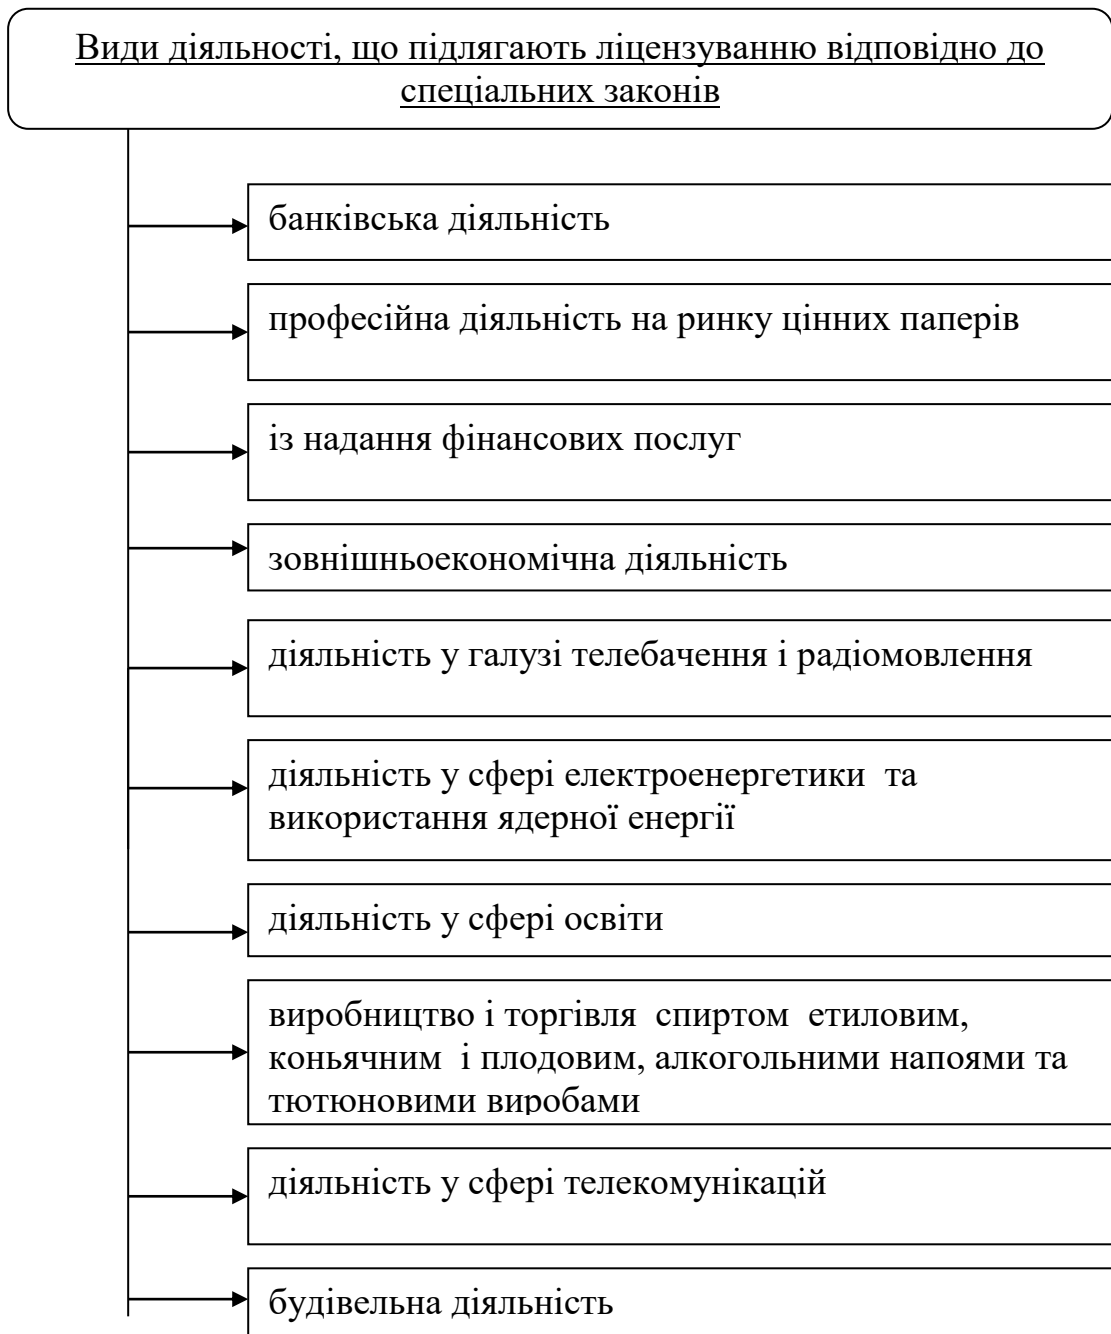 Види діяльності, що підлягають ліцензуванню відповідно до
спеціальних законів
банківська діяльність
професійна діяльність на ринку цінних паперів
із надання фінансових послуг
зовнішньоекономічна діяльність
діяльність у галузі телебачення і радіомовлення
діяльність у сфері електроенергетики та
використання ядерної енергії
діяльність у сфері освіти
виробництво і торгівля спиртом етиловим,
коньячним і плодовим, алкогольними напоями та
тютюновими виробами
діяльність у сфері телекомунікацій
будівельна діяльність